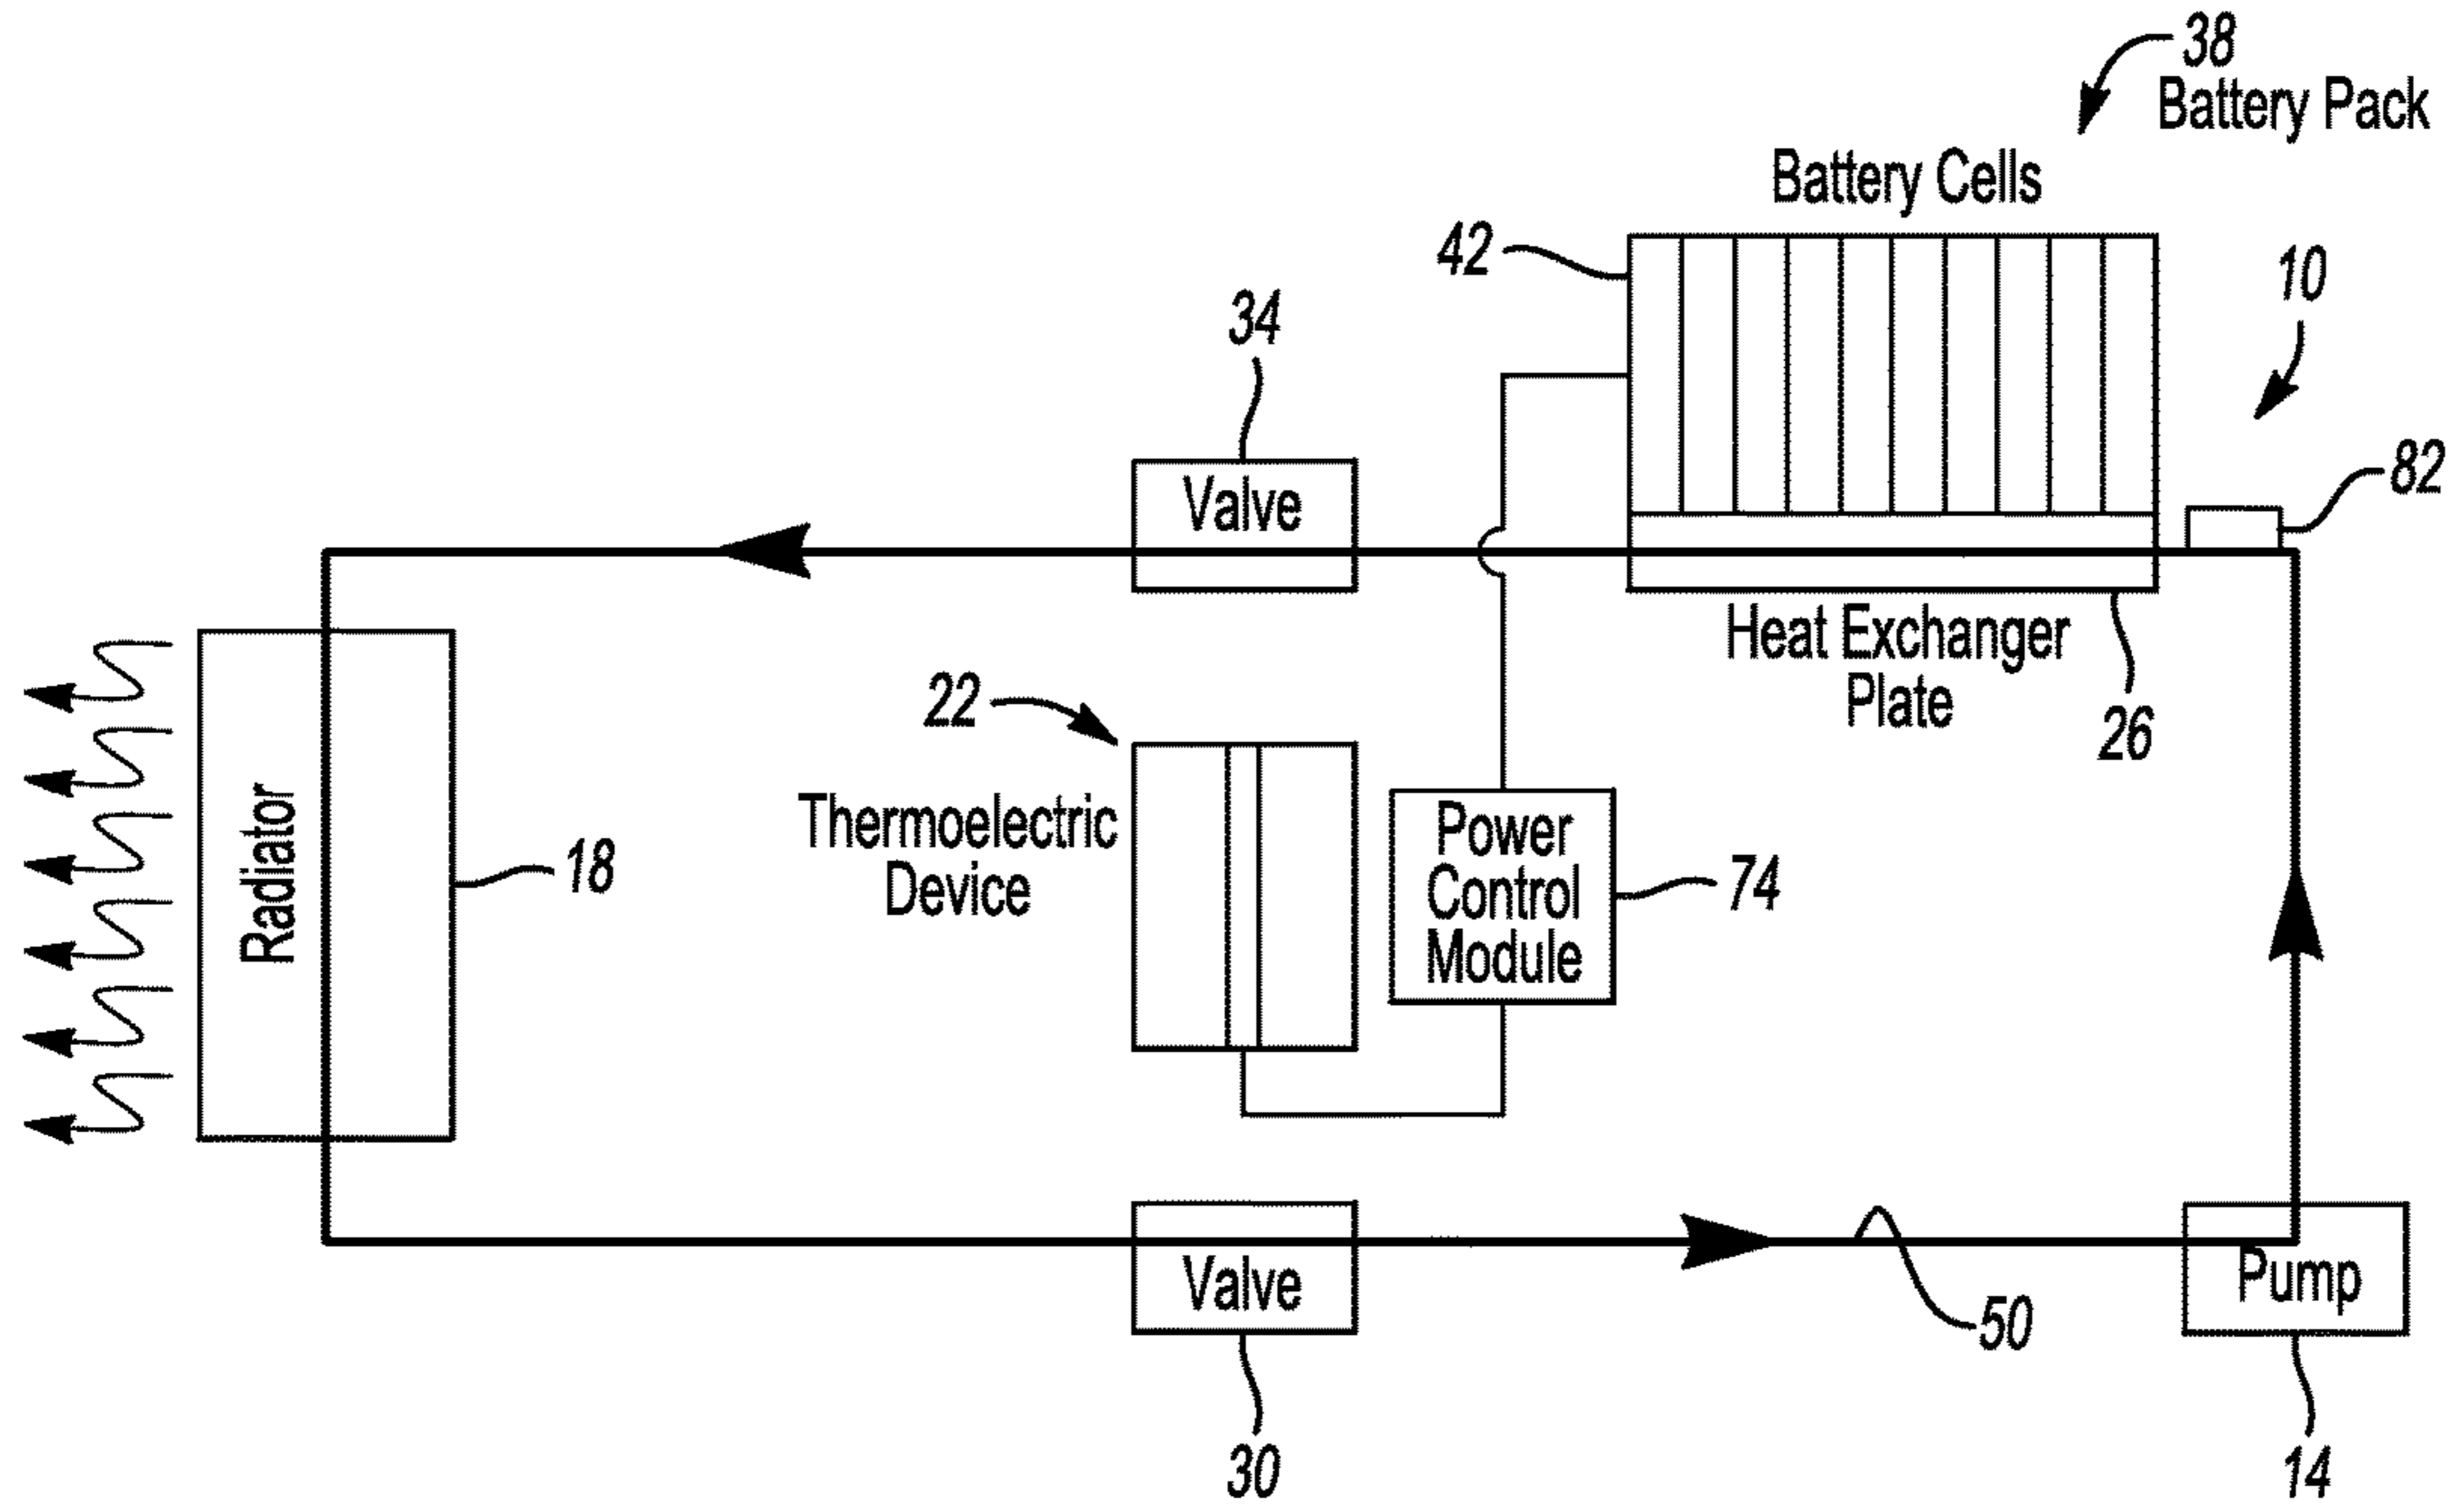 38
Battery Pack
Battery Cells
42
10
34
Valve
82
Heat Exchanger
Plate
26
22
Thermoelectric
Device
Power
Control
Module
74
Radiator
18
Valve
30
50
Pump
14